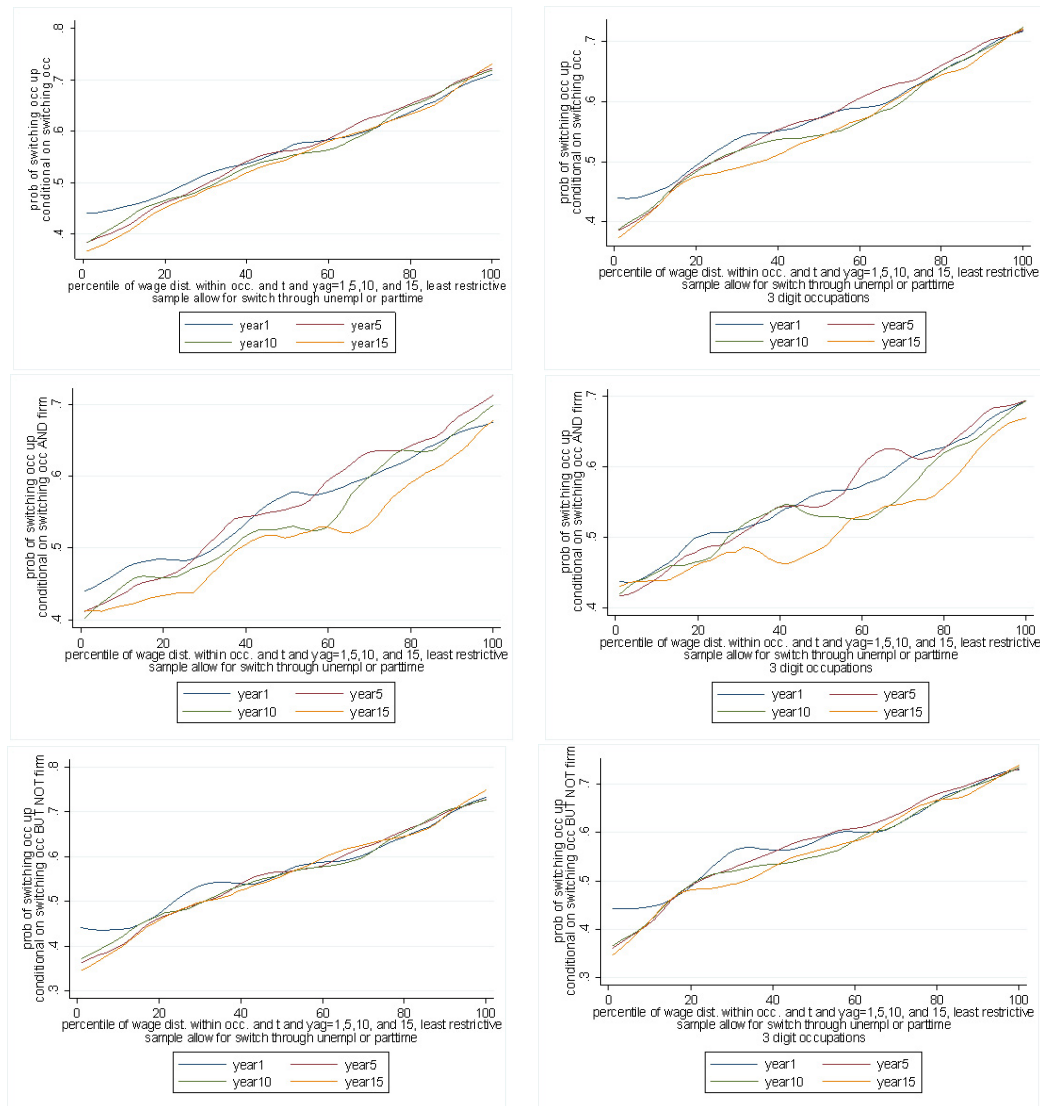 prob of switching occ up
conditional on switching occ
.8
.7
.6
.5
.4
0 20 40 60 80 100
percentile of wage dist. within occ. and t and yag=1,5,10, and 15, least restrictive
sample allow for switch through unempl or parttime
year1 year5
year10 year15
prob of switching occ up
conditional on switching occ
.7
.6
.5
.4
0 20 40 60 80 100
percentile of wage dist. within occ. and t and yag=1,5,10, and 15, least restrictive
sample allow for switch through unempl or parttime
3 digit occupations
year1 year5
year10 year15
prob of switching occ up
conditional on switching occ AND firm
.7
.6
.5
.4
0 20 40 60 80 100
percentile of wage dist. within occ. and t and yag=1,5,10, and 15, least restrictive
sample allow for switch through unempl or parttime
year1 year5
year10 year15
prob of switching occ up
conditional on switching occ AND firm
.7
.6
.5
.4
0 20 40 60 80 100
percentile of wage dist. within occ. and t and yag=1,5,10, and 15, least restrictive
sample allow for switch through unempl or parttime
3 digit occupations
year1 year5
year10 year15
prob of switching occ up
conditional on switching occ BUT NOT firm
.8
.7
.6
.5
.4
.3
0 20 40 60 80 100
percentile of wage dist. within occ. and t and yag=1,5,10, and 15, least restrictive
sample allow for switch through unempl or parttime
year1 year5
year10 year15
prob of switching occ up
conditional on switching occ BUT NOT firm
.7
.6
.5
.4
.3
0 20 40 60 80 100
percentile of wage dist. within occ. and t and yag=1,5,10, and 15, least restrictive
sample allow for switch through unempl or parttime
3 digit occupations
year1 year5
year10 year15